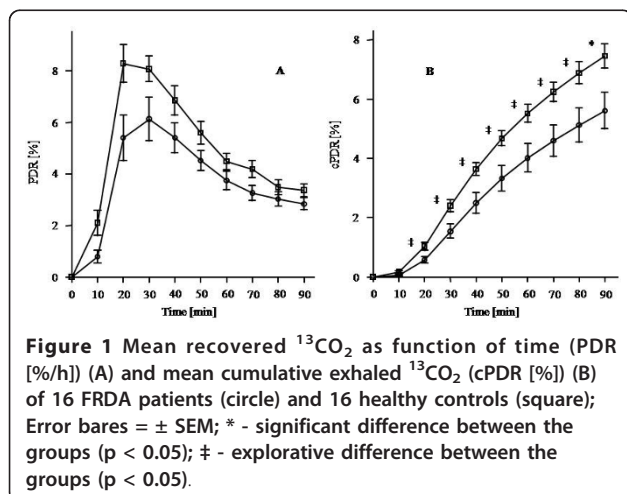 A
B
PDR [%]
8
6
4
2
0
0 10 20 30 40 50 60 70 80 90
Time [min]
cPDR [%]
8
6
4
2
0
‡ ‡ ‡ ‡ ‡ ‡ ‡ *
0 10 20 30 40 50 60 70 80 90
Time [min]
Figure 1 Mean recovered ¹³CO₂ as function of time (PDR
[%/h]) (A) and mean cumulative exhaled ¹³CO₂ (cPDR [%]) (B)
of 16 FRDA patients (circle) and 16 healthy controls (square);
Error bares = ± SEM; * - significant difference between the
groups (p < 0.05); ‡ - explorative difference between the
groups (p < 0.05).